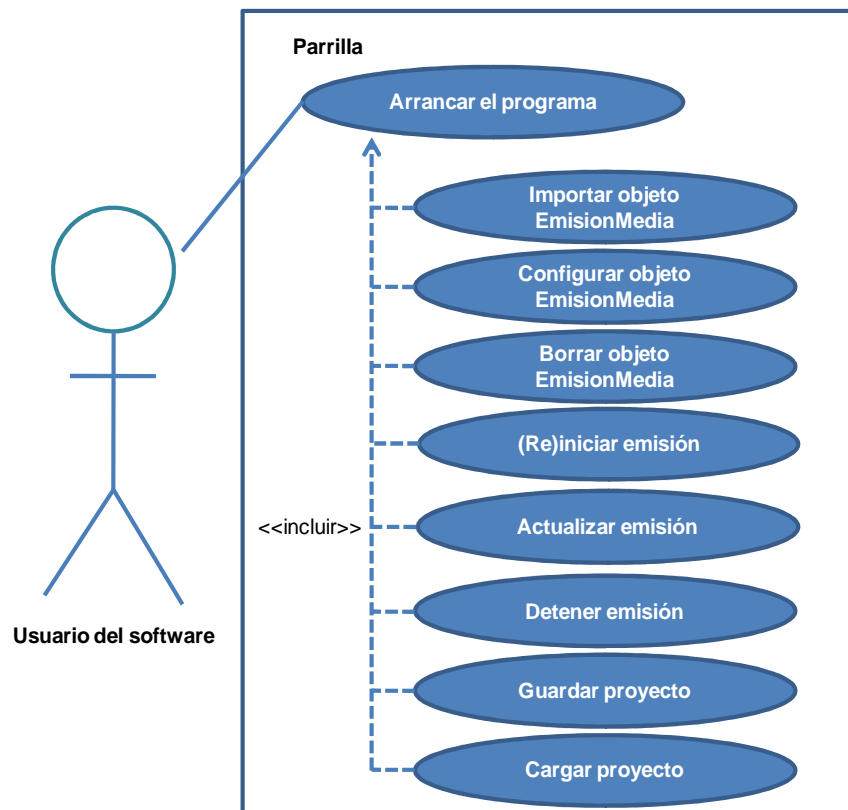 Parrilla
Arrancar el programa
Importar objeto
EmisionMedia
Configurar objeto
EmisionMedia
Borrar objeto
EmisionMedia
(Re)iniciar emisión
<<incluir>>
Actualizar emisión
Detener emisión
Usuario del software
Guardar proyecto
Cargar proyecto